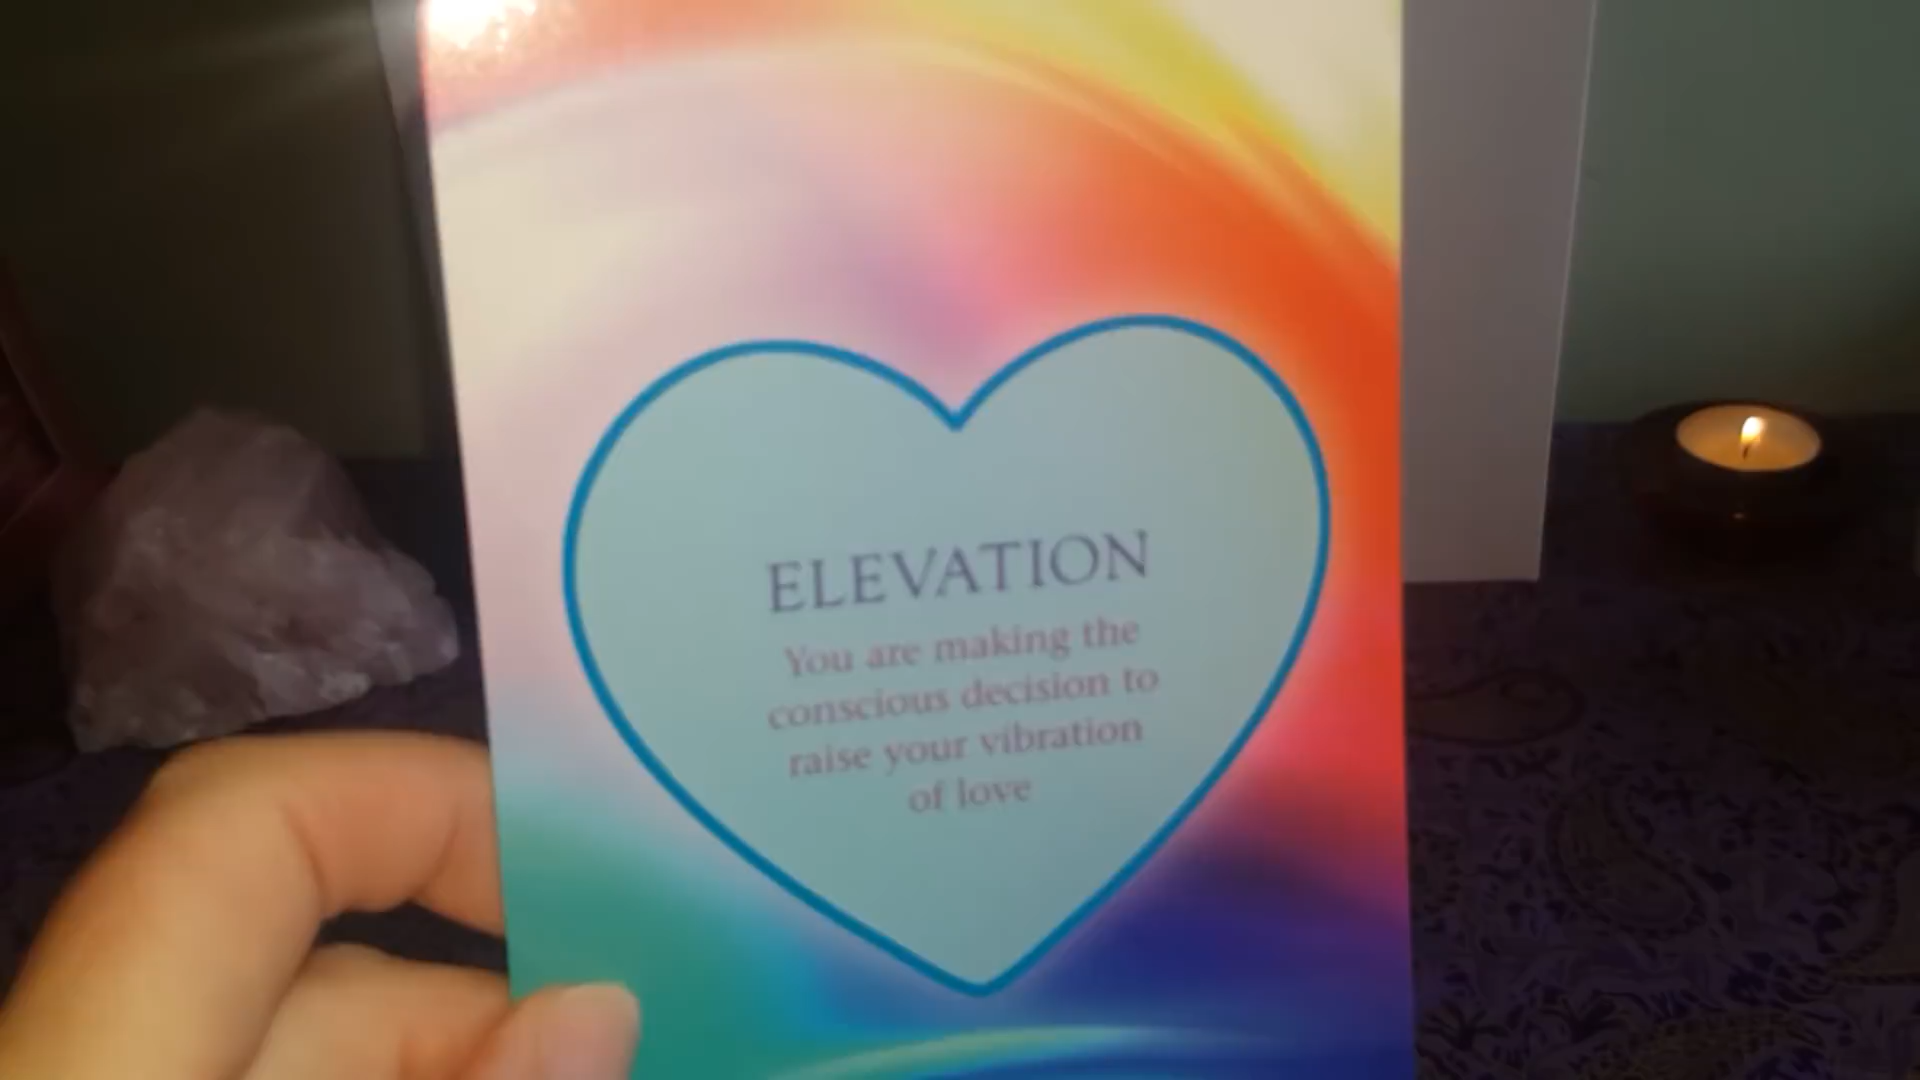 ELEVATION
You are making the
conscious decision to
raise your vibration
of love